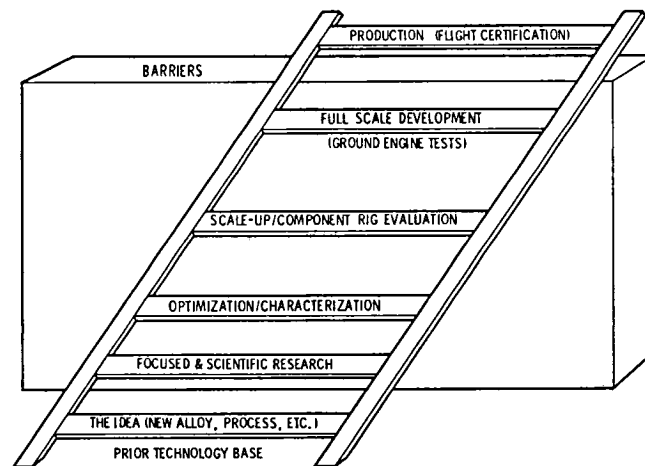 PRODUCTION (FLIGHT CERTIFICATION)
BARRIERS
FULL SCALE DEVELOPMENT
(GROUND ENGINE TESTS)
SCALE-UP/COMPONENT RIG EVALUATION
OPTIMIZATION/CHARACTERIZATION
FOCUSED & SCIENTIFIC RESEARCH
THE IDEA (NEW ALLOY, PROCESS, ETC.)
PRIOR TECHNOLOGY BASE